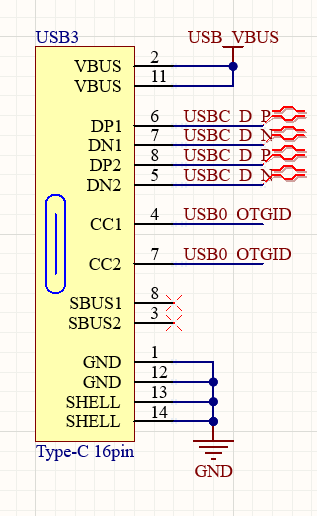 USB3
USB_VBUS
VBUS 2
VBUS 11
DP1 6 USBC_D_P
DN1 7 USBC_D_N
DP2 8 USBC_D_P
DN2 5 USBC_D_N
CC1 4 USB0_OTGID
CC2 7 USB0_OTGID
SBUS1 8
SBUS2 3
GND 1
GND 12
SHELL 13
SHELL 14
Type-C 16pin
GND